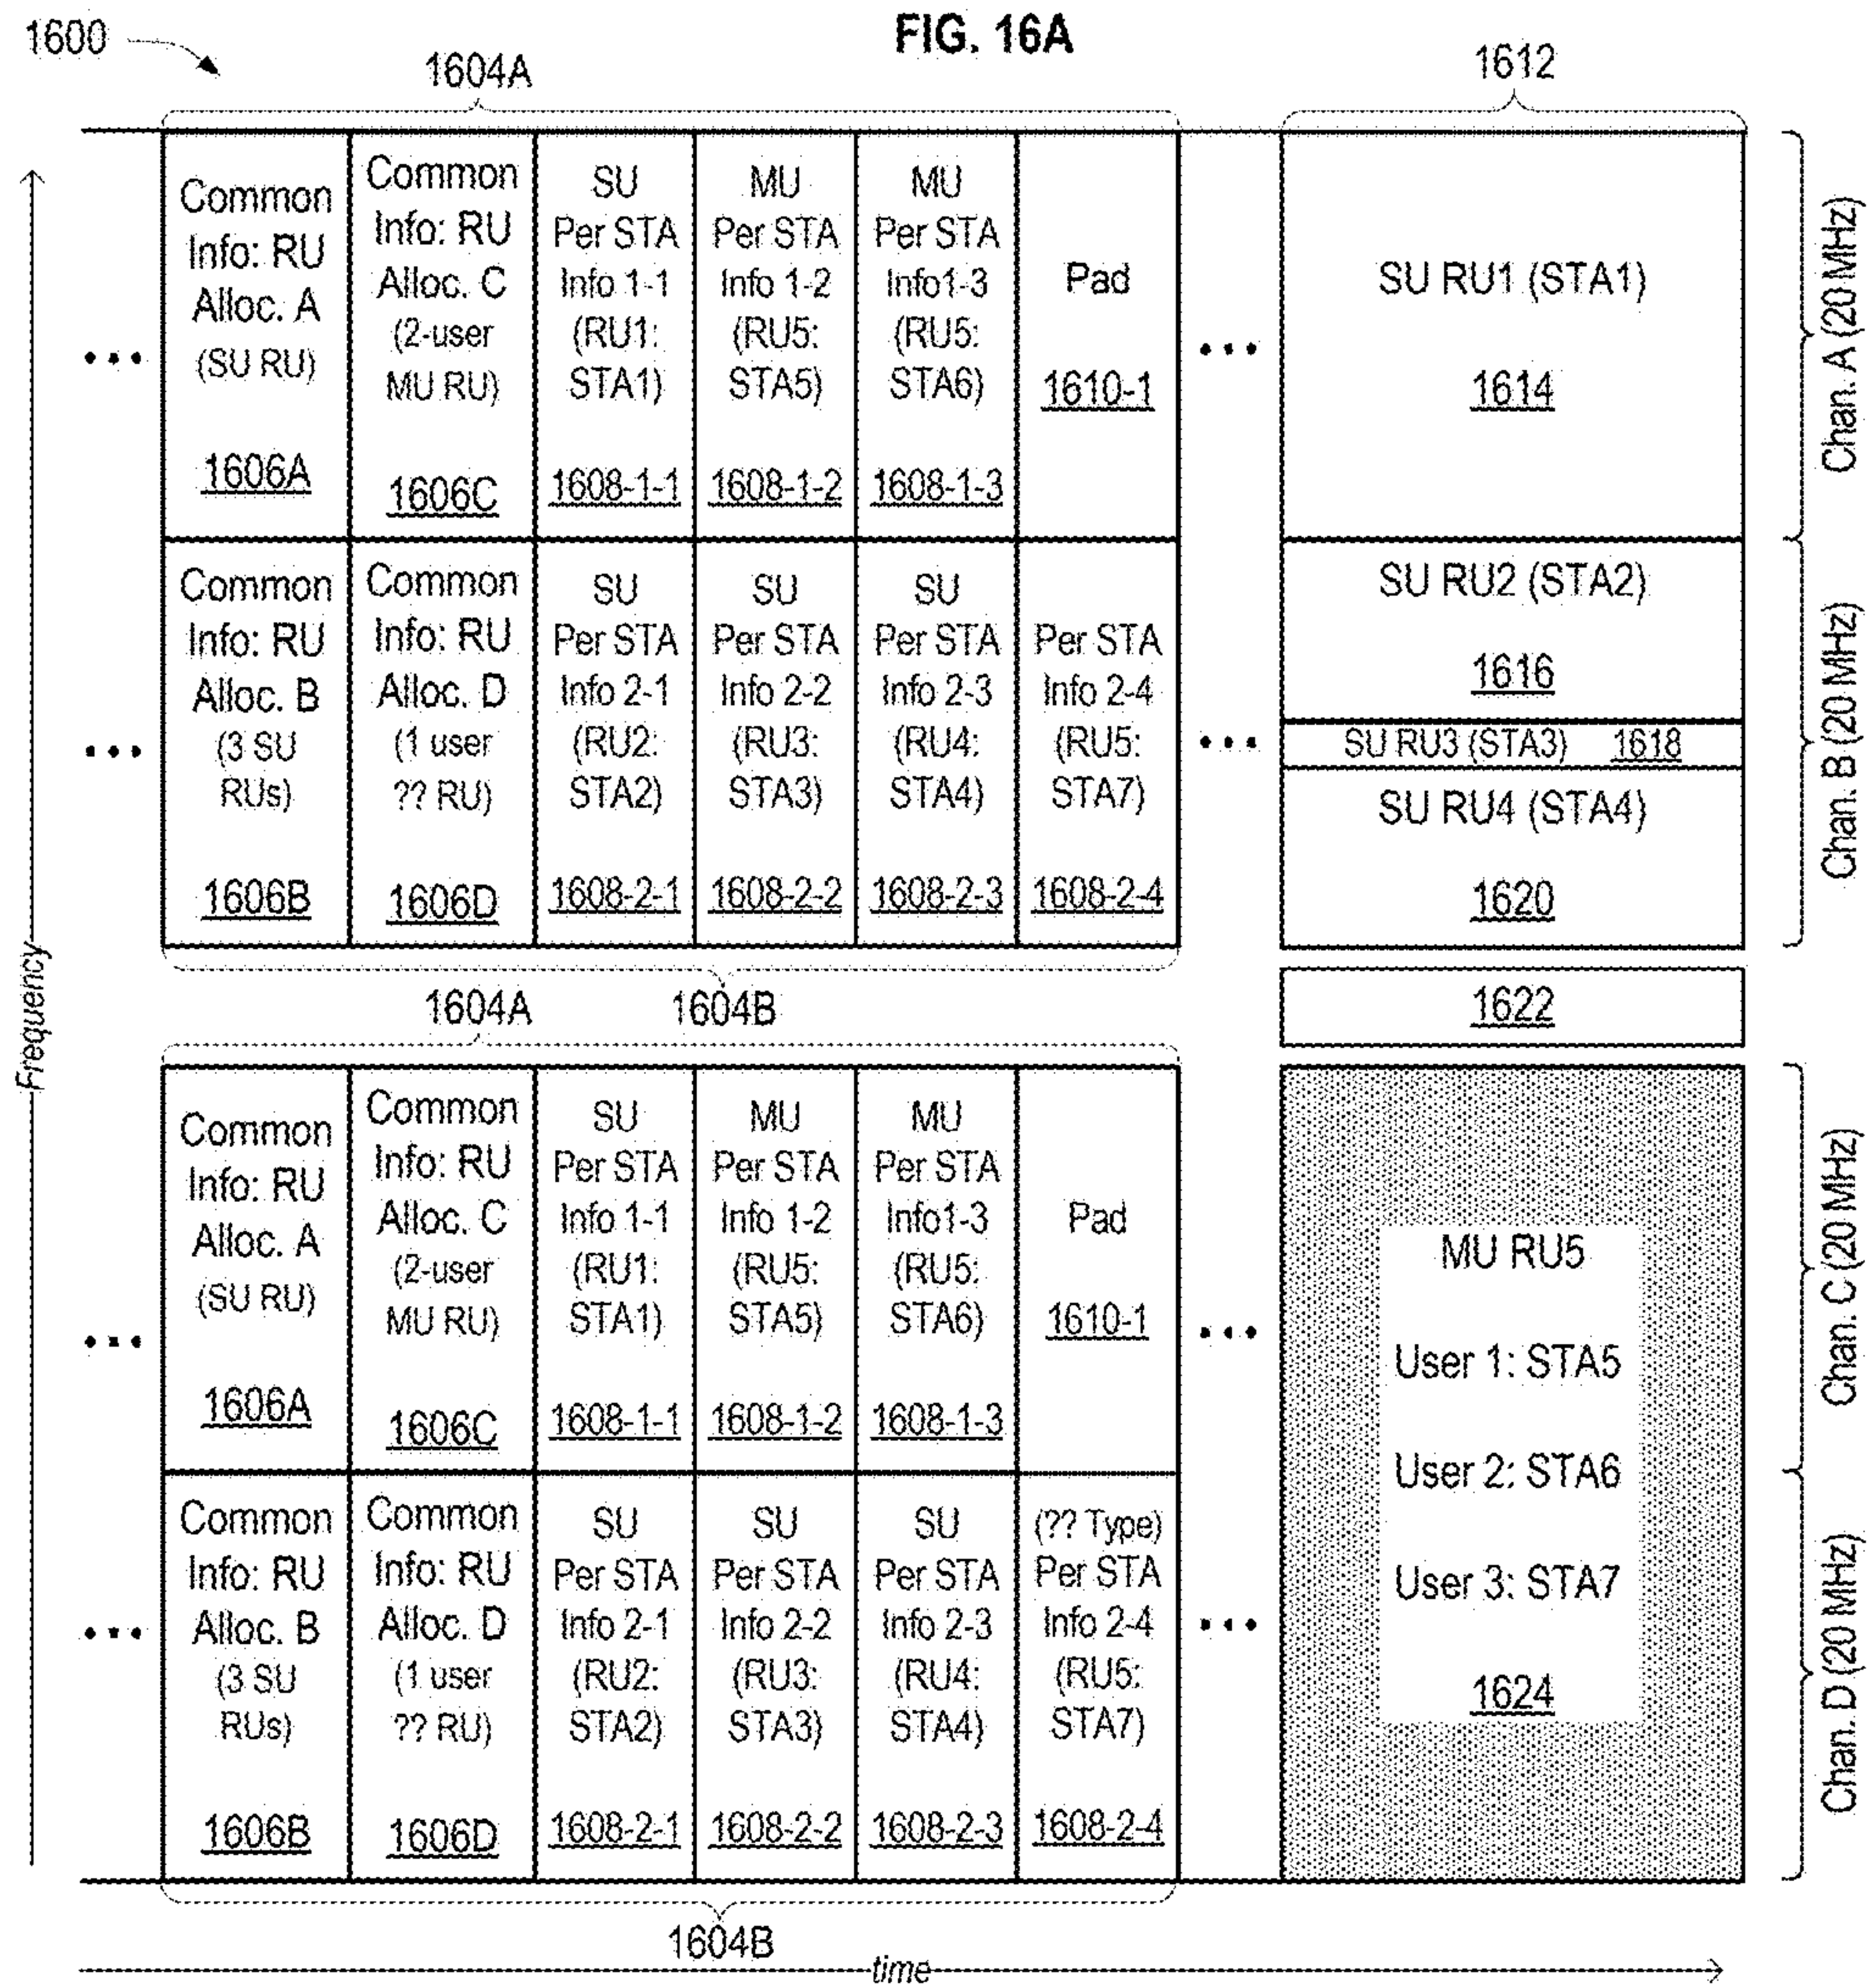 FIG. 16A
1600
1604A
1612
Common
Info: RU
Alloc. A
(SU RU)
1606A
Common
Info: RU
Alloc. C
(2-user
MU RU)
1606C
SU
Per STA
Info 1-1
(RU1:
STA1)
1608-1-1
MU
Per STA
Info 1-2
(RU5:
STA5)
1608-1-2
MU
Per STA
Info1-3
(RU5:
STA6)
1608-1-3
Pad
1610-1
SU RU1 (STA1)
1614
Chan. A (20 MHz)
Common
Info: RU
Alloc. B
(3 SU
RUs)
1606B
Common
Info: RU
Alloc. D
(1 user
?? RU)
1606D
SU
Per STA
Info 2-1
(RU2:
STA2)
1608-2-1
SU
Per STA
Info 2-2
(RU3:
STA3)
1608-2-2
SU
Per STA
Info 2-3
(RU4:
STA4)
1608-2-3
Per STA
Info 2-4
(RU5:
STA7)
1608-2-4
SU RU2 (STA2)
1616
SU RU3 (STA3) 1618
SU RU4 (STA4)
1620
Chan. B (20 MHz)
1604A
1604B
1622
Common
Info: RU
Alloc. A
(SU RU)
1606A
Common
Info: RU
Alloc. C
(2-user
MU RU)
1606C
SU
Per STA
Info 1-1
(RU1:
STA1)
1608-1-1
MU
Per STA
Info 1-2
(RU5:
STA5)
1608-1-2
MU
Per STA
Info1-3
(RU5:
STA6)
1608-1-3
Pad
1610-1
Chan. C (20 MHz)
Common
Info: RU
Alloc. B
(3 SU
RUs)
1606B
Common
Info: RU
Alloc. D
(1 user
?? RU)
1606D
SU
Per STA
Info 2-1
(RU2:
STA2)
1608-2-1
SU
Per STA
Info 2-2
(RU3:
STA3)
1608-2-2
SU
Per STA
Info 2-3
(RU4:
STA4)
1608-2-3
(?? Type)
Per STA
Info 2-4
(RU5:
STA7)
1608-2-4
MU RU5
User 1: STA5
User 2: STA6
User 3: STA7
1624
Chan. D (20 MHz)
1604B
Frequency
time